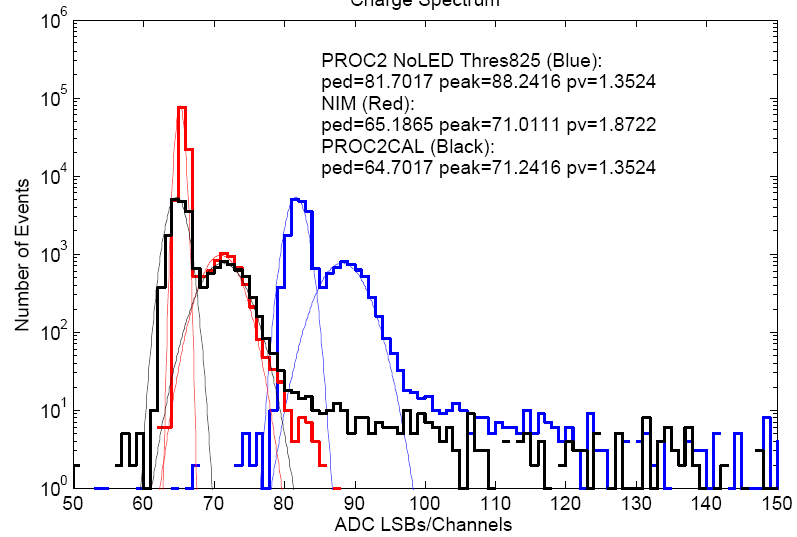 Charge Spectrum
10^6
10^5
10^4
10^3
10^2
10^1
10^0
Number of Events
PROC2 NoLED Thres825 (Blue):
ped=81.7017 peak=88.2416 pv=1.3524
NIM (Red):
ped=65.1865 peak=71.0111 pv=1.8722
PROC2CAL (Black):
ped=64.7017 peak=71.2416 pv=1.3524
50 60 70 80 90 100 110 120 130 140 150
ADC LSBs/Channels